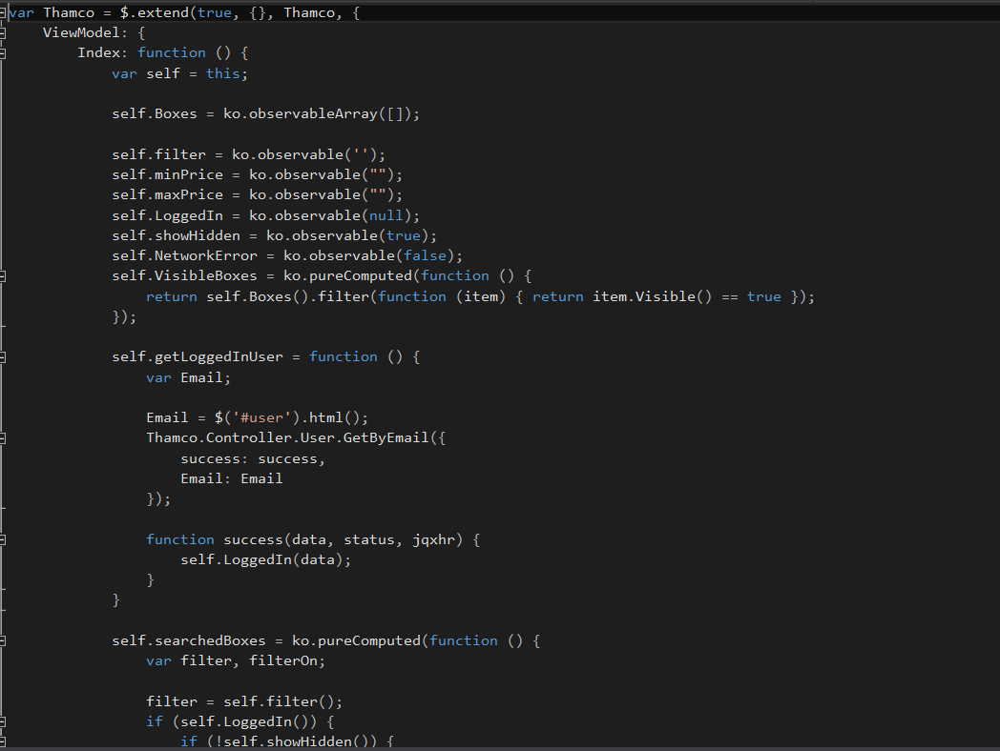 var Thamco = $.extend(true, {}, Thamco, {
    ViewModel: {
        Index: function () {
            var self = this;

            self.Boxes = ko.observableArray([]);

            self.filter = ko.observable('');
            self.minPrice = ko.observable("");
            self.maxPrice = ko.observable("");
            self.LoggedIn = ko.observable(null);
            self.showHidden = ko.observable(true);
            self.NetworkError = ko.observable(false);
            self.VisibleBoxes = ko.pureComputed(function () {
                return self.Boxes().filter(function (item) { return item.Visible() == true });
            });

            self.getLoggedInUser = function () {
                var Email;

                Email = $('#user').html();
                Thamco.Controller.User.GetByEmail({
                    success: success,
                    Email: Email
                });

                function success(data, status, jqxhr) {
                    self.LoggedIn(data);
                }
            }

            self.searchedBoxes = ko.pureComputed(function () {
                var filter, filterOn;

                filter = self.filter();
                if (self.LoggedIn()) {
                    if (!self.showHidden()) {